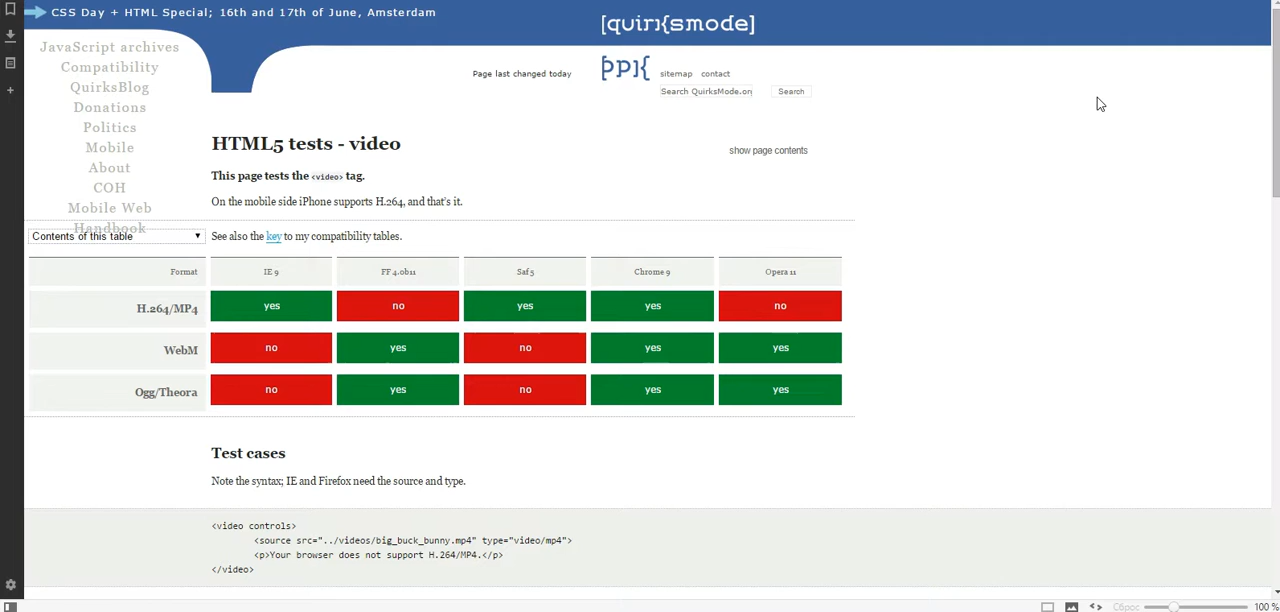 CSS Day + HTML Special; 16th and 17th of June, Amsterdam
[quirksmode]
JavaScript archives
Compatibility
QuirksBlog
Donations
Politics
Mobile
About
COH
Mobile Web
Handbook
Page last changed today
sitemap contact
Search QuirksMode.or
Search
HTML5 tests - video
show page contents
This page tests the <video> tag.
On the mobile side iPhone supports H.264, and that's it.
Contents of this table
See also the key to my compatibility tables.
Format IE 9 FF 4.0b11 Saf 5 Chrome 9 Opera 11
H.264/MP4 yes no yes yes no
WebM no yes no yes yes
Ogg/Theora no yes no yes yes
Test cases
Note the syntax; IE and Firefox need the source and type.
<video controls>
<source src="../videos/big_buck_bunny.mp4" type="video/mp4">
<p>Your browser does not support H.264/MP4.</p>
</video>
Сброс 100 %